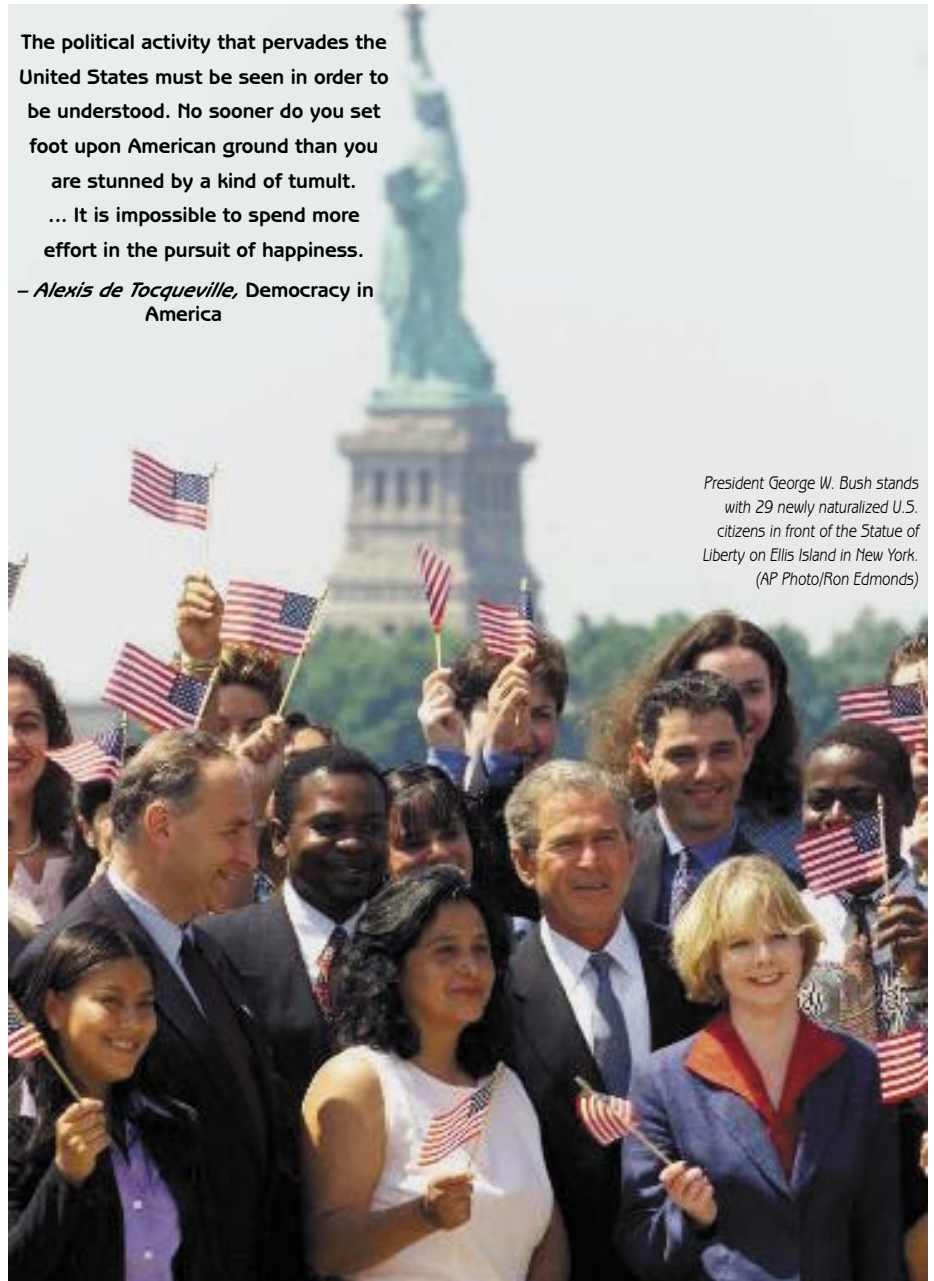 The political activity that pervades the
United States must be seen in order to
be understood. No sooner do you set
foot upon American ground than you
are stunned by a kind of tumult.
... It is impossible to spend more
effort in the pursuit of happiness.
– Alexis de Tocqueville, Democracy in
America
President George W. Bush stands
with 29 newly naturalized U.S.
citizens in front of the Statue of
Liberty on Ellis Island in New York.
(AP Photo/Ron Edmonds)